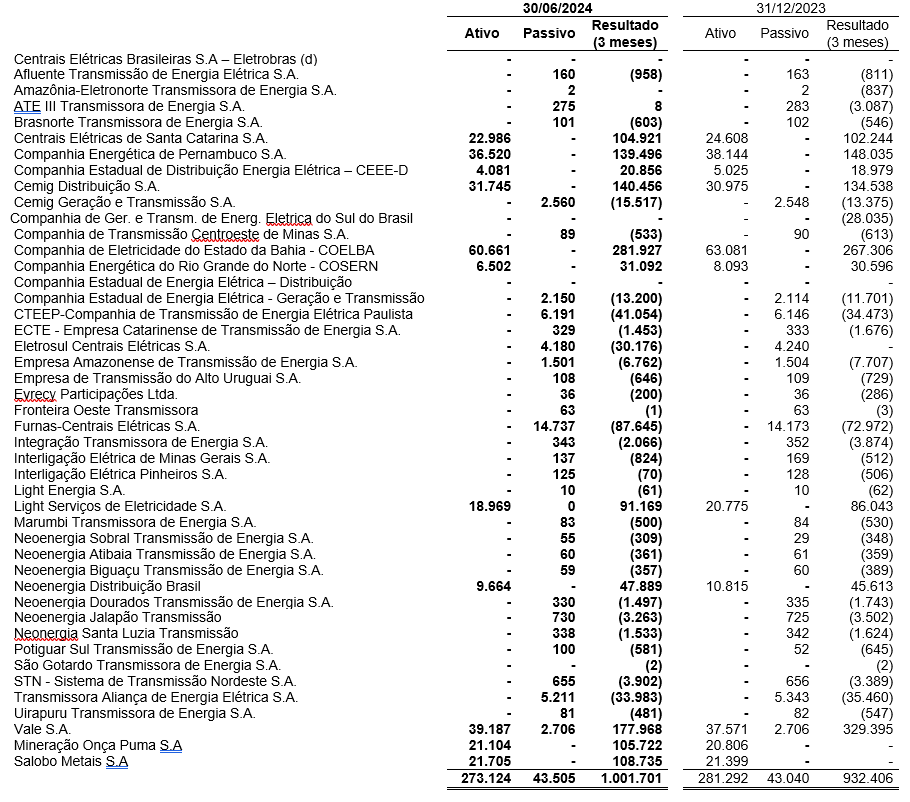 30/06/2024 31/12/2023
Ativo Passivo Resultado (3 meses) Ativo Passivo Resultado (3 meses)
Centrais Elétricas Brasileiras S.A – Eletrobras (d) - - - - - -
Afluente Transmissão de Energia Elétrica S.A. - 160 (958) - 163 (811)
Amazônia-Eletronorte Transmissora de Energia S.A. - 2 - - 2 (837)
ATE III Transmissora de Energia S.A. - 275 8 - 283 (3.087)
Brasnorte Transmissora de Energia S.A. - 101 (603) - 102 (546)
Centrais Elétricas de Santa Catarina S.A. 22.986 - 104.921 24.608 - 102.244
Companhia Energética de Pernambuco S.A. 36.520 - 139.496 38.144 - 148.035
Companhia Estadual de Distribuição Energia Elétrica – CEEE-D 4.081 - 20.856 5.025 - 18.979
Cemig Distribuição S.A. 31.745 - 140.456 30.975 - 134.538
Cemig Geração e Transmissão S.A. - 2.560 (15.517) - 2.548 (13.375)
Companhia de Ger. e Transm. de Energ. Eletrica do Sul do Brasil - - - - - (28.035)
Companhia de Transmissão Centroeste de Minas S.A. - 89 (533) - 90 (613)
Companhia de Eletricidade do Estado da Bahia - COELBA 60.661 - 281.927 63.081 - 267.306
Companhia Energética do Rio Grande do Norte - COSERN 6.502 - 31.092 8.093 - 30.596
Companhia Estadual de Energia Elétrica – Distribuição - - - - - -
Companhia Estadual de Energia Elétrica - Geração e Transmissão - 2.150 (13.200) - 2.114 (11.701)
CTEEP-Companhia de Transmissão de Energia Elétrica Paulista - 6.191 (41.054) - 6.146 (34.473)
ECTE - Empresa Catarinense de Transmissão de Energia S.A. - 329 (1.453) - 333 (1.676)
Eletrosul Centrais Elétricas S.A. - 4.180 (30.176) - 4.240 -
Empresa Amazonense de Transmissão de Energia S.A. - 1.501 (6.762) - 1.504 (7.707)
Empresa de Transmissão do Alto Uruguai S.A. - 108 (646) - 109 (729)
Evrecy Participações Ltda. - 36 (200) - 36 (286)
Fronteira Oeste Transmissora - 63 (1) - 63 (3)
Furnas-Centrais Elétricas S.A. - 14.737 (87.645) - 14.173 (72.972)
Integração Transmissora de Energia S.A. - 343 (2.066) - 352 (3.874)
Interligação Elétrica de Minas Gerais S.A. - 137 (824) - 169 (512)
Interligação Elétrica Pinheiros S.A. - 125 (70) - 128 (506)
Light Energia S.A. - 10 (61) - 10 (62)
Light Serviços de Eletricidade S.A. 18.969 0 91.169 20.775 - 86.043
Marumbi Transmissora de Energia S.A. - 83 (500) - 84 (530)
Neoenergia Sobral Transmissão de Energia S.A. - 55 (309) - 29 (348)
Neoenergia Atibaia Transmissão de Energia S.A. - 60 (361) - 61 (359)
Neoenergia Biguaçu Transmissão de Energia S.A. - 59 (357) - 60 (389)
Neoenergia Distribuição Brasil 9.664 - 47.889 10.815 - 45.613
Neoenergia Dourados Transmissão de Energia S.A. - 330 (1.497) - 335 (1.743)
Neoenergia Jalapão Transmissão - 730 (3.263) - 725 (3.502)
Neonergia Santa Luzia Transmissão - 338 (1.533) - 342 (1.624)
Potiguar Sul Transmissão de Energia S.A. - 100 (581) - 52 (645)
São Gotardo Transmissora de Energia S.A. - - (2) - - (2)
STN - Sistema de Transmissão Nordeste S.A. - 655 (3.902) - 656 (3.389)
Transmissora Aliança de Energia Elétrica S.A. - 5.211 (33.983) - 5.343 (35.460)
Uirapuru Transmissora de Energia S.A. - 81 (481) - 82 (547)
Vale S.A. 39.187 2.706 177.968 37.571 2.706 329.395
Mineração Onça Puma S.A 21.104 - 105.722 20.806 - -
Salobo Metais S.A 21.705 - 108.735 21.399 - -
273.124 43.505 1.001.701 281.292 43.040 932.406